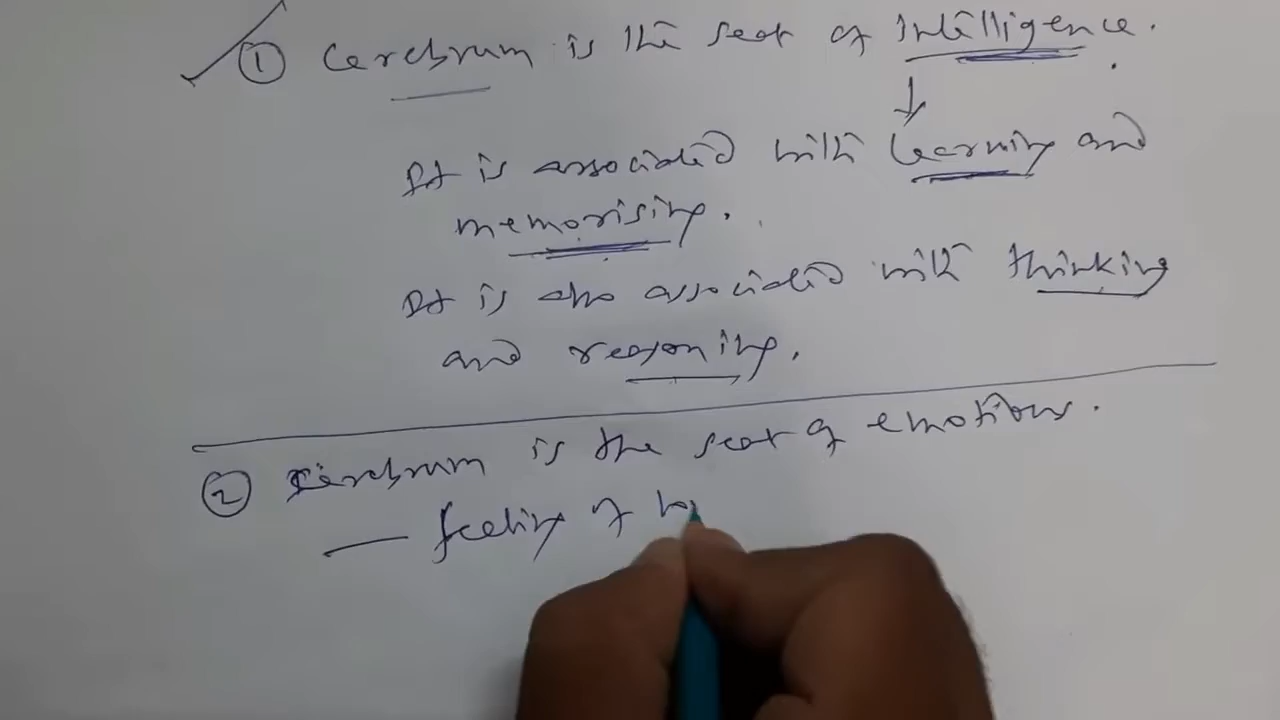 ① Cerebrum is the seat of intelligence.
↓
It is associated with learning and
memorising.
It is also associated with thinking
and reasoning.
② Cerebrum is the seat of emotions.
— feeling of